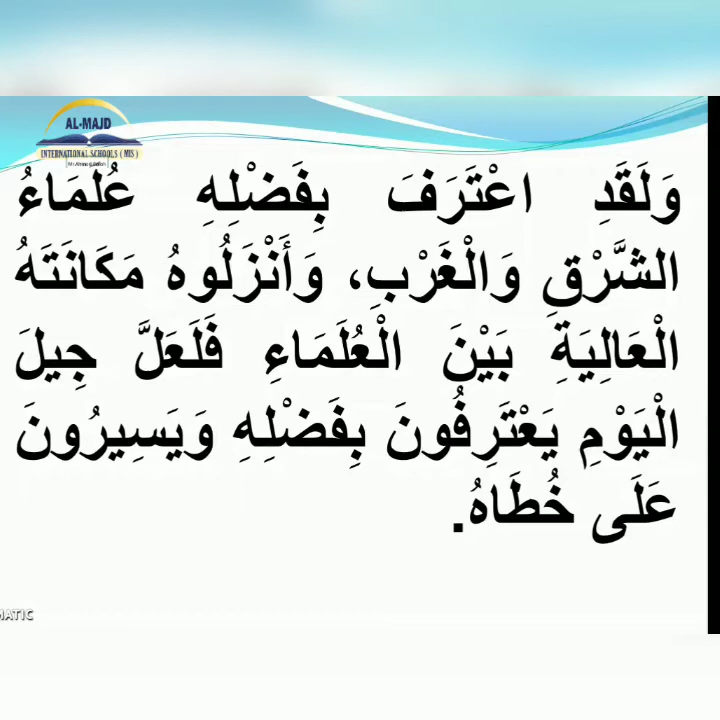 AL-MAJD
INTERNATIONAL SCHOOLS ( MIS )
وَلَقَدِ اعْتَرَفَ بِفَضْلِهِ عُلَمَاءُ
الشَّرْقِ وَالْغَرْبِ، وَأَنْزَلُوهُ مَكَانَتَهُ
الْعَالِيَةِ بَيْنَ الْعُلَمَاءِ فَلَعَلَّ جِيلَ
الْيَوْمِ يَعْتَرِفُونَ بِفَضْلِهِ وَيَسِيرُونَ
عَلَى خُطَاهُ.
MATIC